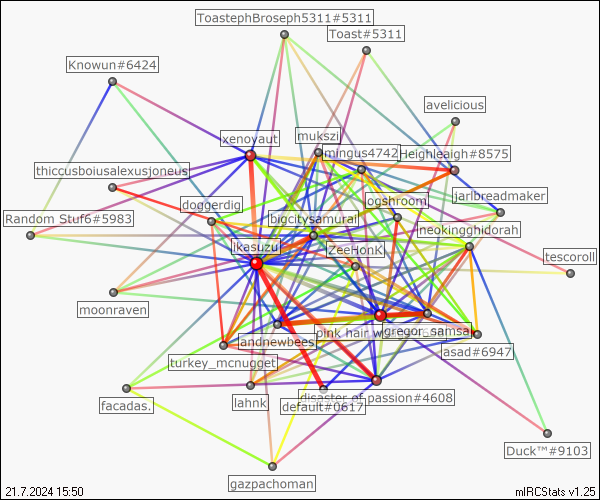 ToastephBroseph5311#5311
Toast#5311
Knowun#6424
avelicious
xenoyaut
mukszi
mingus4742
Heighleigh#8575
thiccusboiusalexusjoneus
jaribreadmaker
doggerdig
ogshroom
Random Stuf6#5983
bigcitysamurai
neokingghidorah
ikasuzu
ZeeHonK
tescoroll
moonraven
pink hair w
gregor_samsa
andnewbees
asad#6947
turkey_mcnugget
disaster of passion#4608
facadas.
lahnk
default#0617
Duck™#9103
gazpachoman
21.7.2024 15:50
mIRCStats v1.25